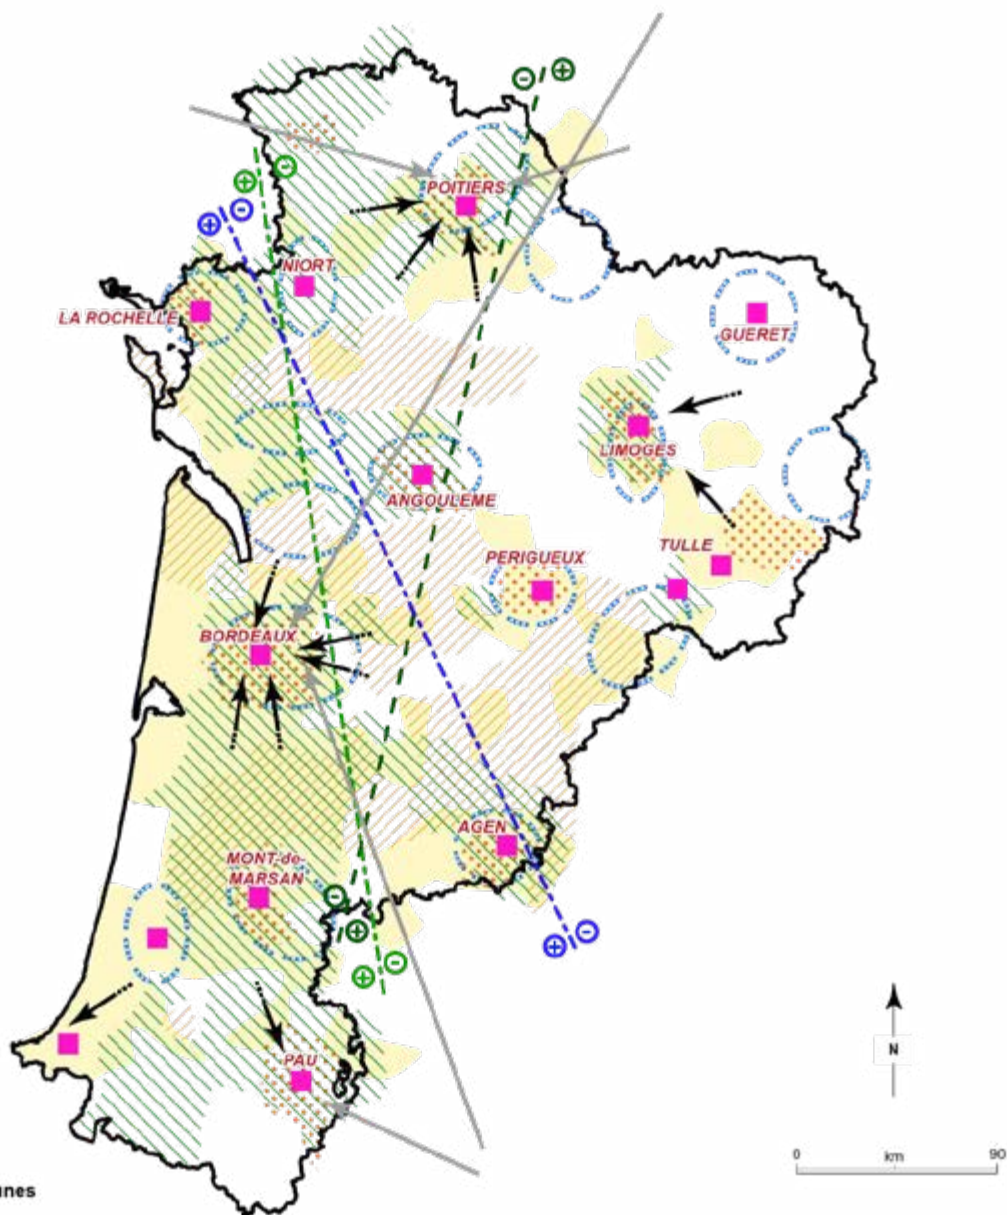 POITIERS
NIORT
LA ROCHELLE
GUERET
LIMOGES
ANGOULEME
PERIGUEUX
TULLE
BORDEAUX
AGEN
MONT-de-
MARSAN
PAU
N
0 km 90